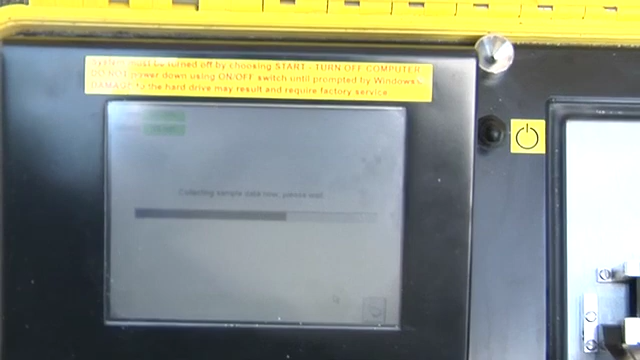 System must be turned off by choosing START - TURN OFF COMPUTER
DO NOT power down using ON/OFF switch until prompted by Windows.
DAMAGE to the hard drive may result and require factory service.
Collecting sample data now, please wait